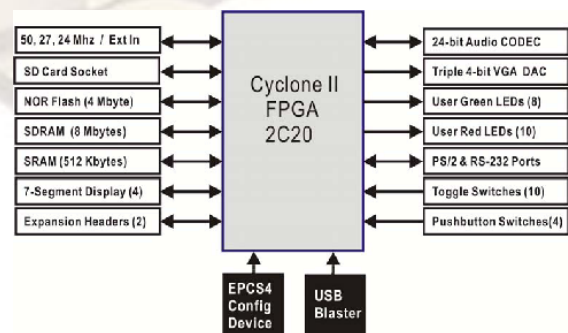 50, 27, 24 Mhz / Ext In
SD Card Socket
NOR Flash (4 Mbyte)
SDRAM (8 Mbytes)
SRAM (512 Kbytes)
7-Segment Display (4)
Expansion Headers (2)
Cyclone II
FPGA
2C20
24-bit Audio CODEC
Triple 4-bit VGA DAC
User Green LEDs (8)
User Red LEDs (10)
PS/2 & RS-232 Ports
Toggle Switches (10)
Pushbutton Switches(4)
EPCS4
Config
Device
USB
Blaster